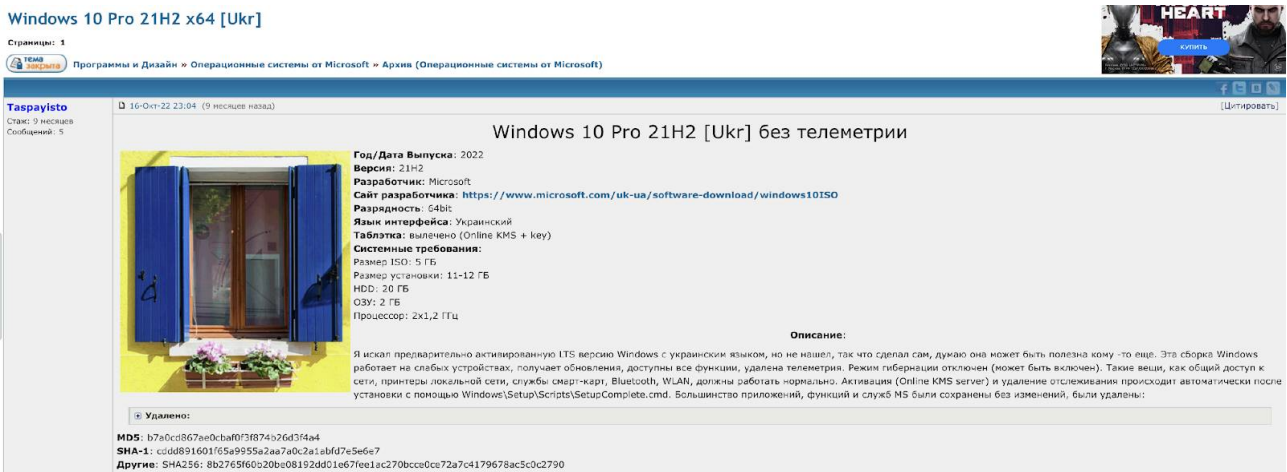 Windows 10 Pro 21H2 x64 [Ukr]
HEART
КУПИТЬ
Страницы: 1
тема закрыта
Программы и Дизайн » Операционные системы от Microsoft » Архив (Операционные системы от Microsoft)
Taspayisto
16-Окт-22 23:04 (9 месяцев назад)
[Цитировать]
Стаж: 9 месяцев
Сообщений: 5
Windows 10 Pro 21H2 [Ukr] без телеметрии
Год/Дата Выпуска: 2022
Версия: 21H2
Разработчик: Microsoft
Сайт разработчика: https://www.microsoft.com/uk-ua/software-download/windows10ISO
Разрядность: 64bit
Язык интерфейса: Украинский
Таблэтка: вылечено (Online KMS + key)
Системные требования:
Размер ISO: 5 ГБ
Размер установки: 11-12 ГБ
HDD: 20 ГБ
ОЗУ: 2 ГБ
Процессор: 2x1,2 ГГц
Описание:
Я искал предварительно активированную LTS версию Windows с украинским языком, но не нашел, так что сделал сам, думаю она может быть полезна кому -то еще. Эта сборка Windows
работает на слабых устройствах, получает обновления, доступны все функции, удалена телеметрия. Режим гибернации отключен (может быть включен). Такие вещи, как общий доступ к
сети, принтеры локальной сети, службы смарт-карт, Bluetooth, WLAN, должны работать нормально. Активация (Online KMS server) и удаление отслеживания происходит автоматически после
установки с помощью Windows\Setup\Scripts\SetupComplete.cmd. Большинство приложений, функций и служб MS были сохранены без изменений, были удалены:
Удалено:
MD5: b7a0cd867ae0cbaf0f3f874b26d3f4a4
SHA-1: cddd891601f65a9955a2aa7a0c2a1abfd7e5e6e7
Другие: SHA256: 8b2765f60b20be08192dd01e67fee1ac270bcce0ce72a7c4179678ac5c0c2790